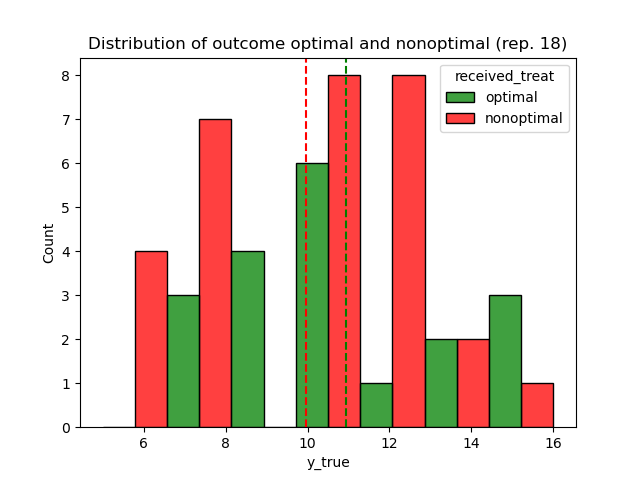 Distribution of outcome optimal and nonoptimal (rep. 18)
received_treat
optimal
nonoptimal
Count
8
7
6
5
4
3
2
1
0
6 8 10 12 14 16
y_true